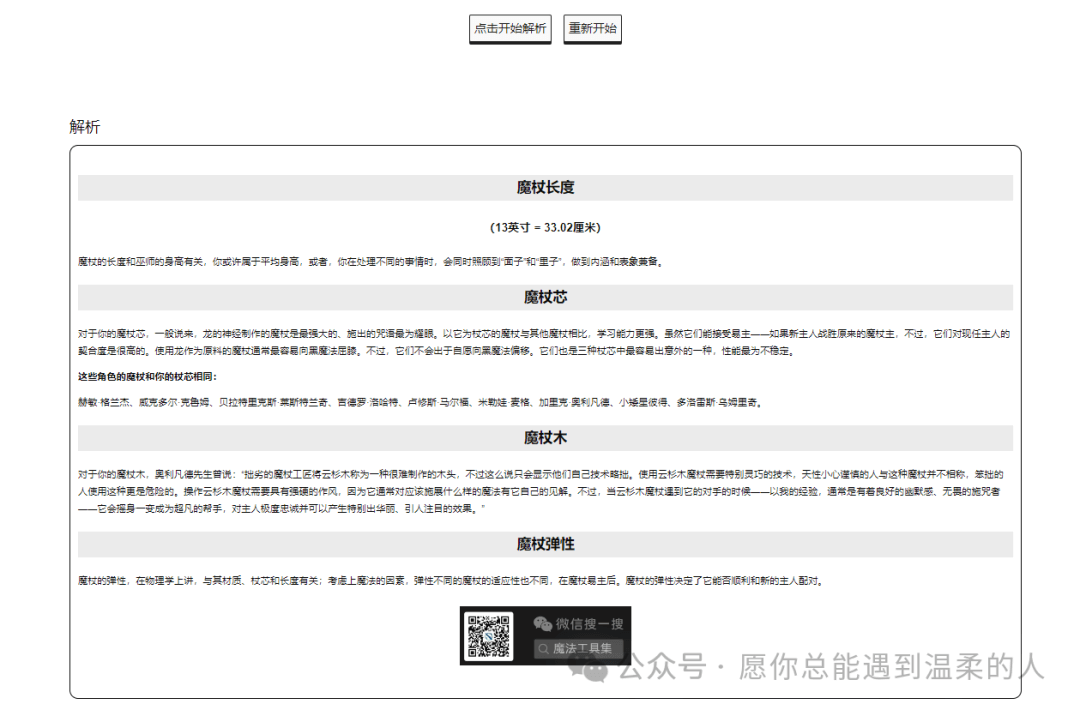 点击开始解析 重新开始
解析
魔杖长度
(13英寸 = 33.02厘米)
魔杖的长度和巫师的身高有关，你或许属于平均身高，或者，你在处理不同的事情时，会同时照顾到“面子”和“里子”，做到内涵和表象兼备。
魔杖芯
对于你的魔杖芯，一般说来，龙的神经制作的魔杖是最强大的、施出的咒语最为耀眼。以它为杖芯的魔杖与其他魔杖相比，学习能力更强。虽然它们能接受易主——如果新主人战胜原来的魔杖主，不过，它们对现任主人的
契合度是很高的。使用龙作为原料的魔杖通常最容易向黑魔法屈膝。不过，它们不会出于自愿向黑魔法偏移。它们也是三种杖芯中最容易出意外的一种，性能最为不稳定。
这些角色的魔杖和你的杖芯相同：
赫敏·格兰杰、威克多尔·克鲁姆、贝拉特里克斯·莱斯特兰奇、吉德罗·洛哈特、卢修斯·马尔福、米勒娃·麦格、加里克·奥利凡德、小矮星彼得、多洛雷斯·乌姆里奇。
魔杖木
对于你的魔杖木，奥利凡德先生曾说：“拙劣的魔杖工匠将云杉木称为一种很难制作的木头，不过这么说只会显示他们自己技术略拙。使用云杉木魔杖需要特别灵巧的技术，天性小心谨慎的人与这种魔杖并不相称，笨拙的
人使用这种更是危险的。操作云杉木魔杖需要具有强硬的作风，因为它通常对应该施展什么样的魔法有它自己的见解。不过，当云杉木魔杖遇到它的对手的时候——以我的经验，通常是有着良好的幽默感、无畏的施咒者
——它会摇身一变成为超凡的帮手，对主人极度忠诚并可以产生特别出华丽、引人注目的效果。”
魔杖弹性
魔杖的弹性，在物理学上讲，与其材质、杖芯和长度有关；考虑上魔法的因素，弹性不同的魔杖的适应性也不同，在魔杖易主后。魔杖的弹性决定了它能否顺利和新的主人配对。
微信搜一搜
魔法工具集
公众号 · 愿你总能遇到温柔的人